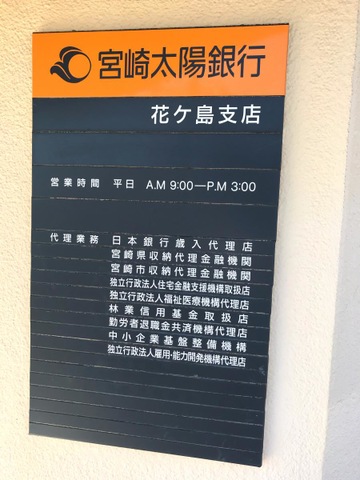 宮崎太陽銀行
花ケ島支店
営業時間 平日 A.M 9:00—P.M 3:00
代理業務 日本銀行歳入代理店
宮崎県収納代理金融機関
宮崎市収納代理金融機関
独立行政法人住宅金融支援機構取扱店
独立行政法人福祉医療機構代理店
林業信用基金取扱店
勤労者退職金共済機構代理店
中小企業基盤整備機構
独立行政法人雇用・能力開発機構代理店